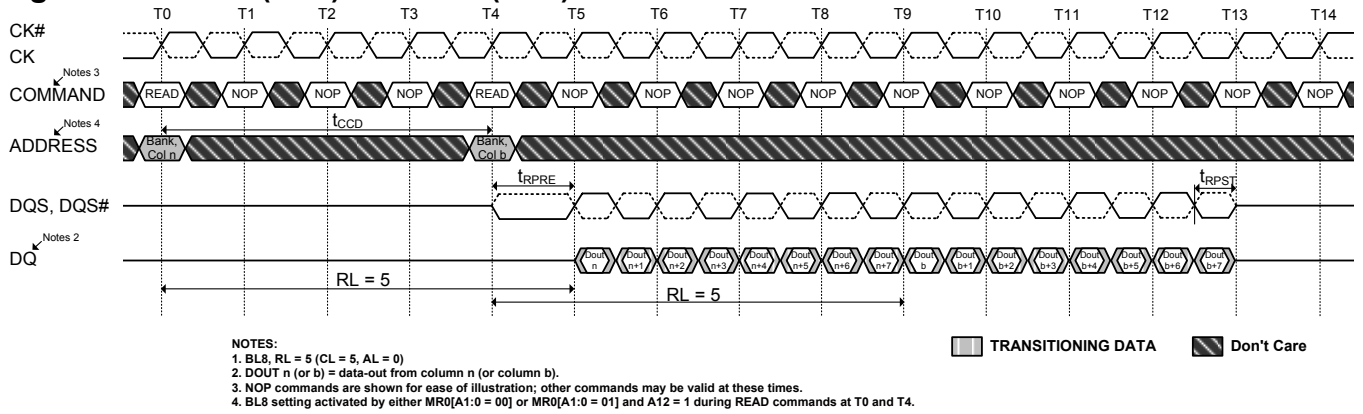 T0 T1 T2 T3 T4 T5 T6 T7 T8 T9 T10 T11 T12 T13 T14
CK#
CK
Notes 3
COMMAND
READ NOP NOP NOP READ NOP NOP NOP NOP NOP NOP NOP NOP NOP NOP
Notes 4
ADDRESS
tCCD
Bank, Col n
Bank, Col b
tRPRE
tRPST
DQS, DQS#
Notes 2
DQ
Dout n Dout n+1 Dout n+2 Dout n+3 Dout n+4 Dout n+5 Dout n+6 Dout n+7 Dout b Dout b+1 Dout b+2 Dout b+3 Dout b+4 Dout b+5 Dout b+6 Dout b+7
RL = 5
RL = 5
NOTES:
1. BL8, RL = 5 (CL = 5, AL = 0)
2. DOUT n (or b) = data-out from column n (or column b).
3. NOP commands are shown for ease of illustration; other commands may be valid at these times.
4. BL8 setting activated by either MR0[A1:0 = 00] or MR0[A1:0 = 01] and A12 = 1 during READ commands at T0 and T4.
TRANSITIONING DATA
Don't Care